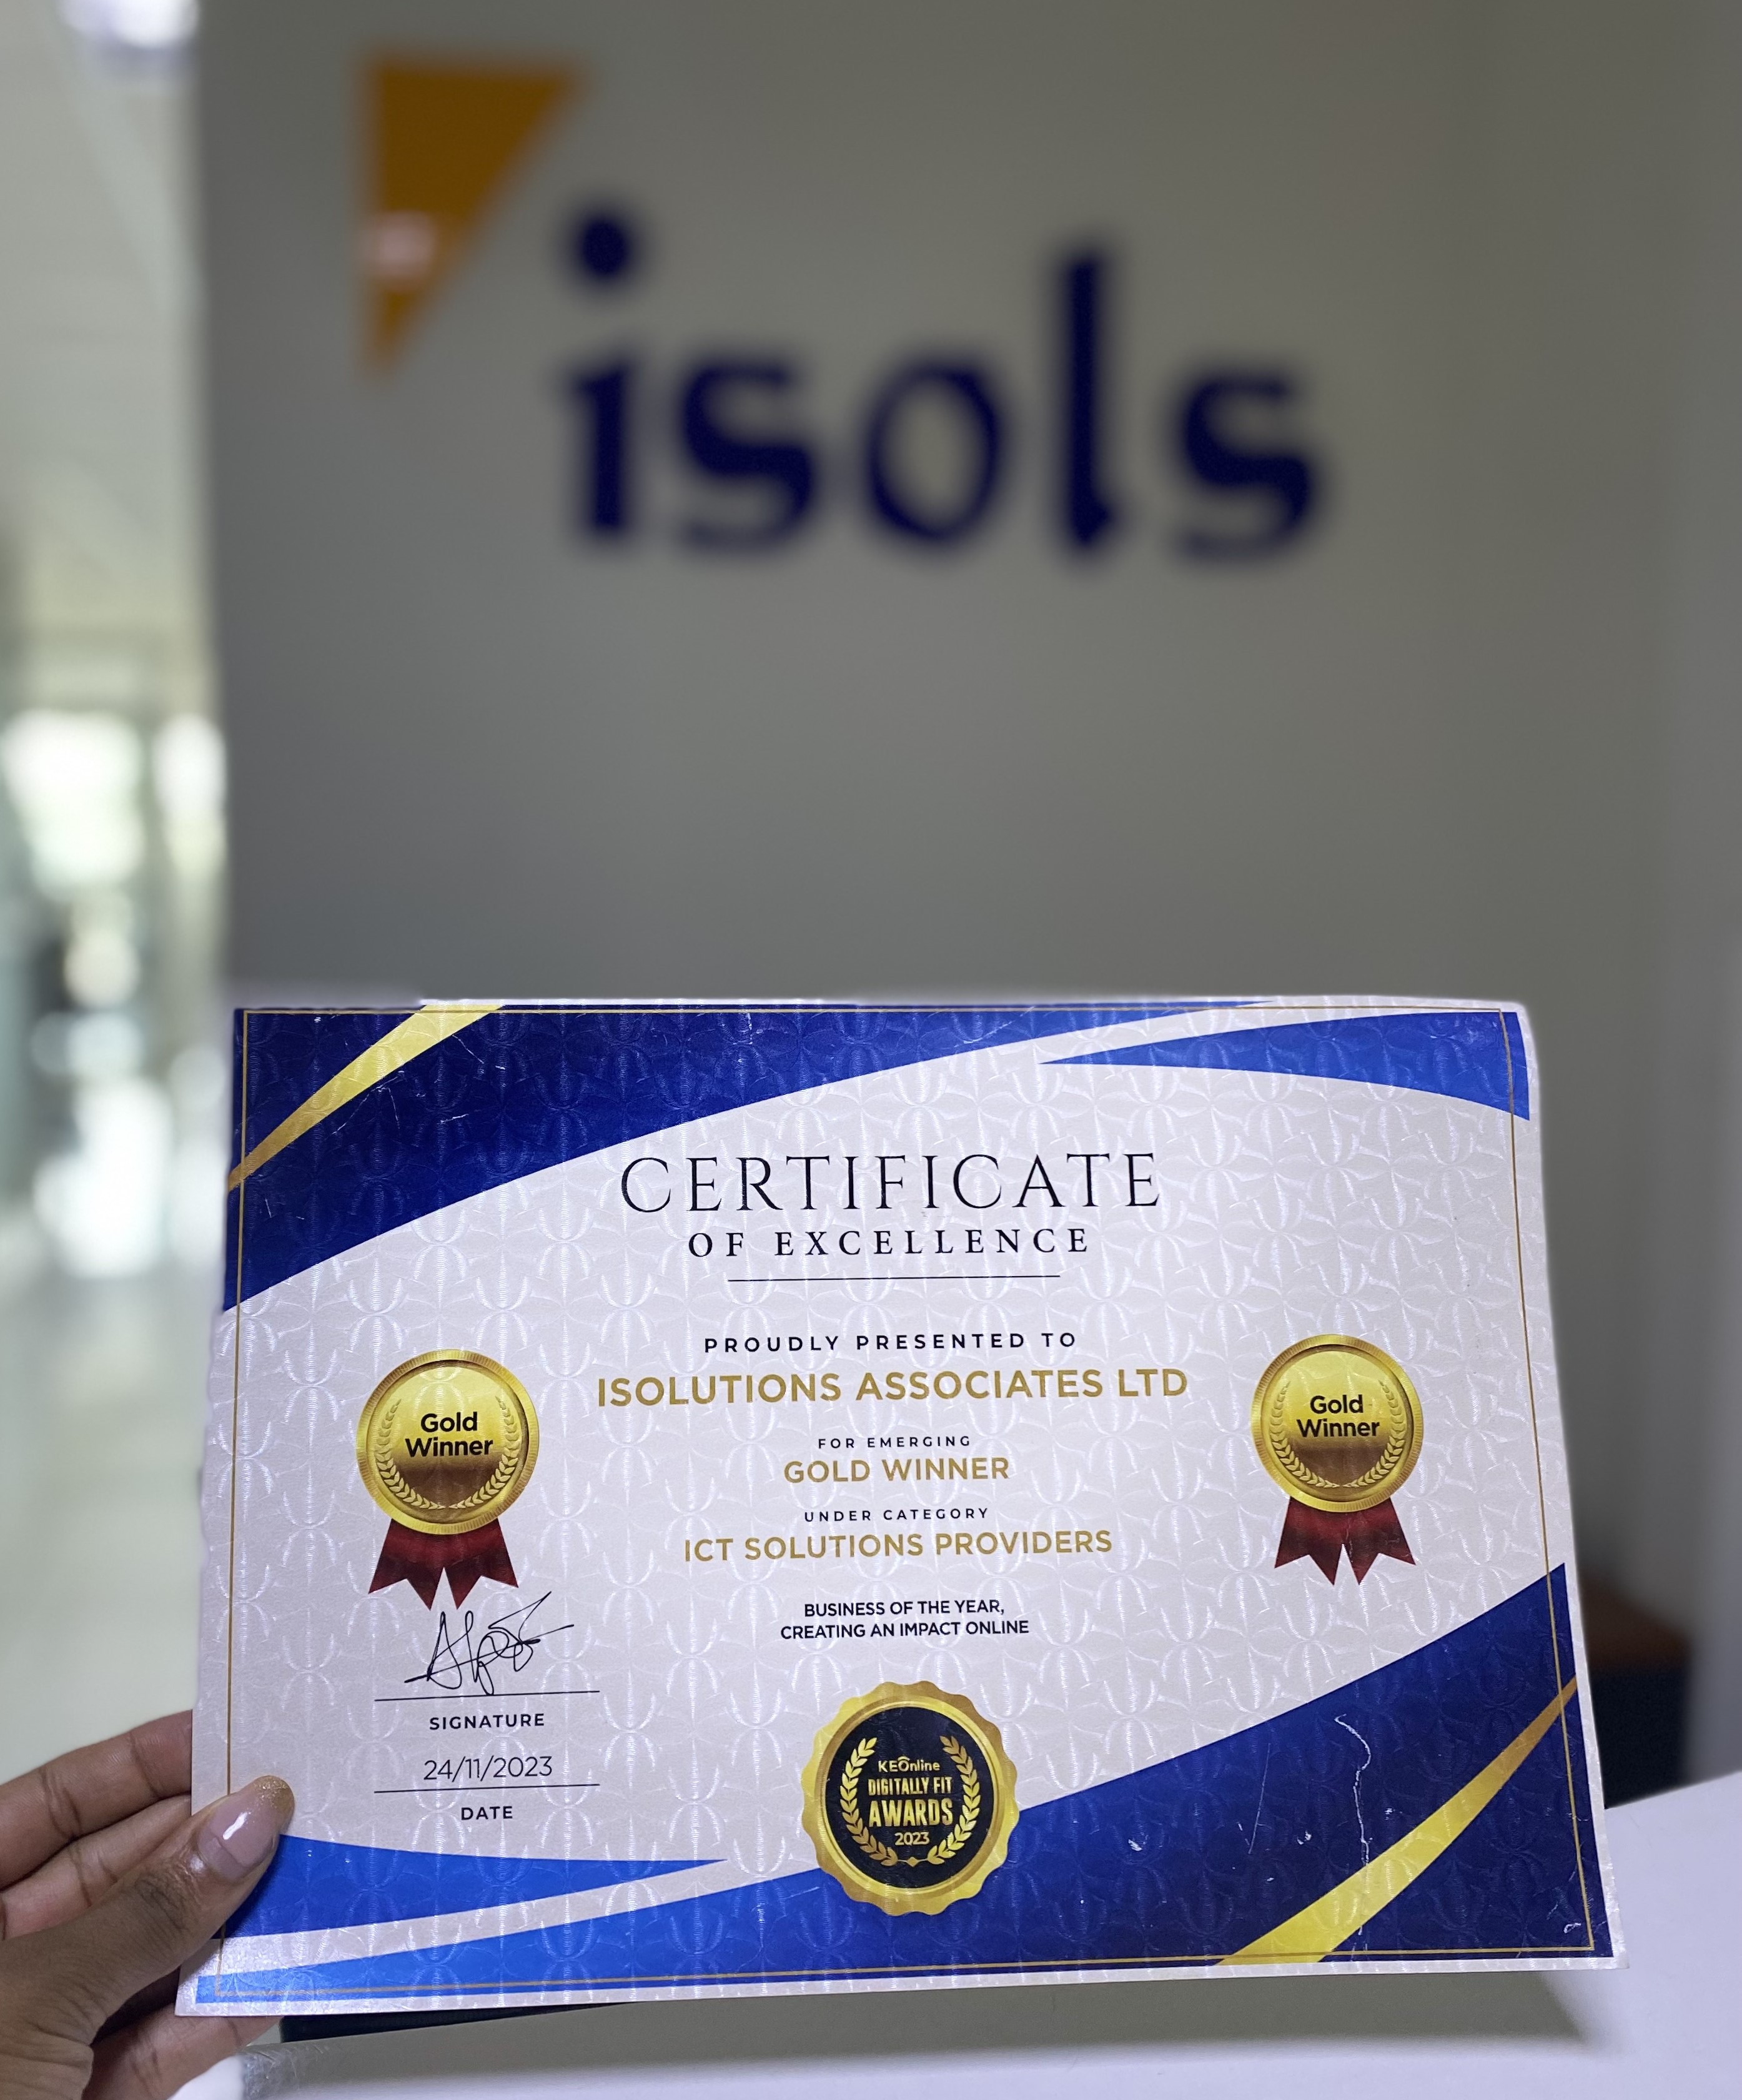 isols
CERTIFICATE
OF EXCELLENCE
PROUDLY PRESENTED TO
ISOLUTIONS ASSOCIATES LTD
FOR EMERGING
GOLD WINNER
UNDER CATEGORY
ICT SOLUTIONS PROVIDERS
BUSINESS OF THE YEAR,
CREATING AN IMPACT ONLINE
Gold
Winner
Gold
Winner
SIGNATURE
24/11/2023
DATE
KEOnline
DIGITALLY FIT
AWARDS
2023